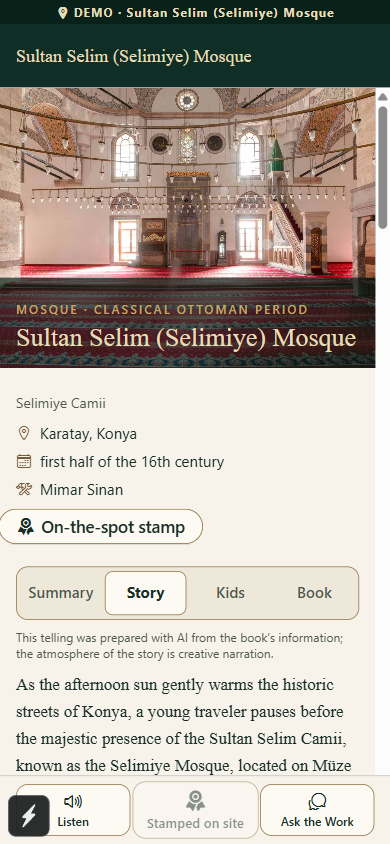 DEMO · Sultan Selim (Selimiye) Mosque
Sultan Selim (Selimiye) Mosque
MOSQUE · CLASSICAL OTTOMAN PERIOD
Sultan Selim (Selimiye) Mosque
Selimiye Camii
Karatay, Konya
first half of the 16th century
Mimar Sinan
On-the-spot stamp
Summary Story Kids Book
This telling was prepared with AI from the book's information;
the atmosphere of the story is creative narration.
As the afternoon sun gently warms the historic
streets of Konya, a young traveler pauses before
the majestic presence of the Sultan Selim Camii,
known as the Selimiye Mosque, located on Müze
Listen Stamped on site Ask the Work